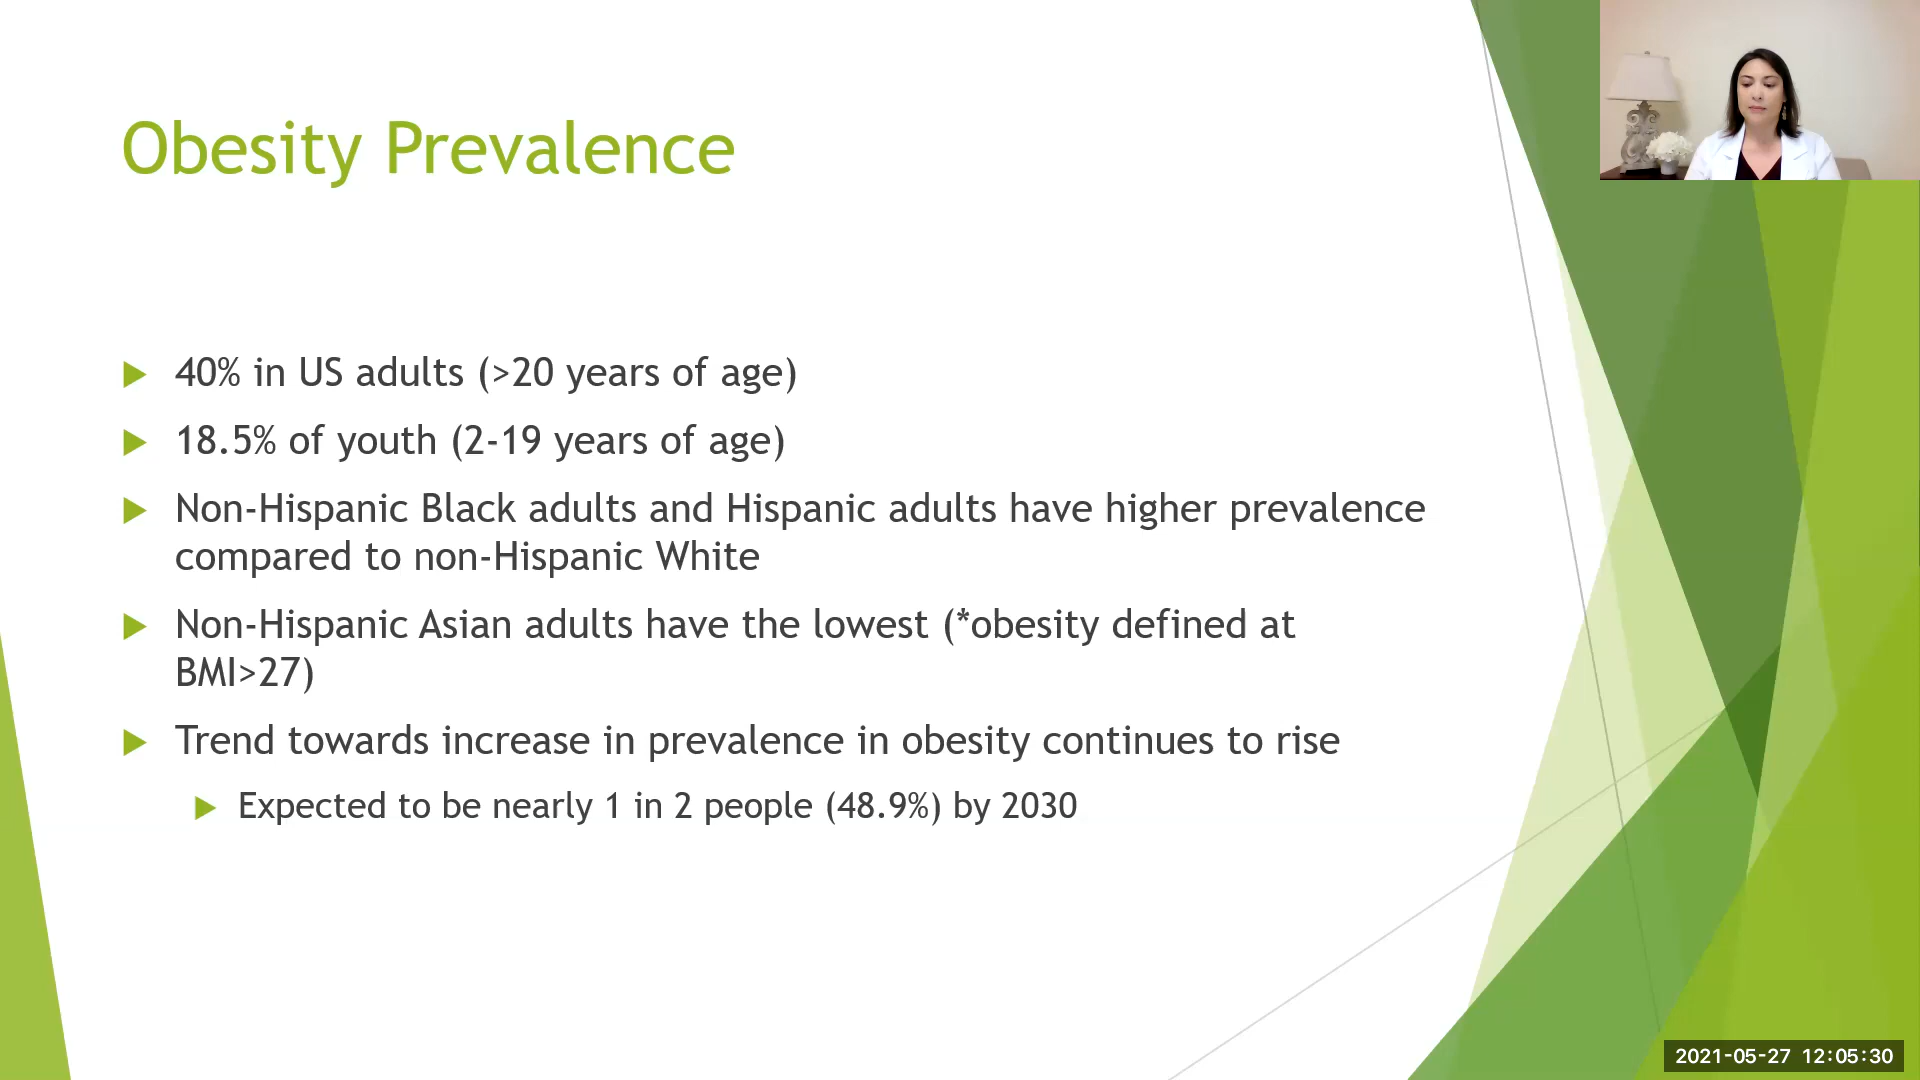 Obesity Prevalence
40% in US adults (>20 years of age)
18.5% of youth (2-19 years of age)
Non-Hispanic Black adults and Hispanic adults have higher prevalence
compared to non-Hispanic White
Non-Hispanic Asian adults have the lowest (*obesity defined at
BMI>27)
Trend towards increase in prevalence in obesity continues to rise
Expected to be nearly 1 in 2 people (48.9%) by 2030
2021-05-27 12:05:30